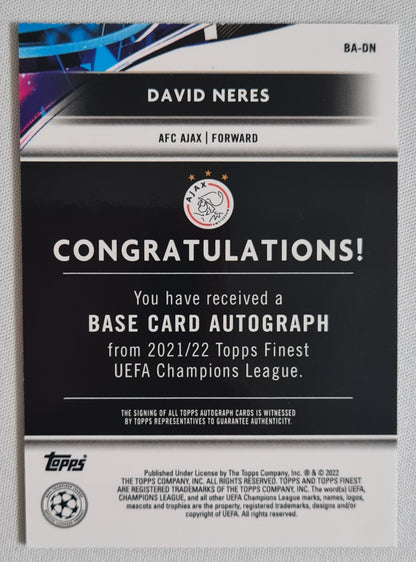 BA-DN
DAVID NERES
AFC AJAX | FORWARD
AJAX
CONGRATULATIONS!
You have received a
BASE CARD AUTOGRAPH
from 2021/22 Topps Finest
UEFA Champions League.
THE SIGNING OF ALL TOPPS AUTOGRAPH CARDS IS WITNESSED
BY TOPPS REPRESENTATIVES TO GUARANTEE AUTHENTICITY.
Topps
Published Under License by The Topps Company, Inc. ® & © 2022
THE TOPPS COMPANY, INC. ALL RIGHTS RESERVED. TOPPS AND TOPPS FINEST
ARE REGISTERED TRADEMARKS OF THE TOPPS COMPANY, INC. The word(s) UEFA,
CHAMPIONS LEAGUE, and all other UEFA Champions League marks, names, logos,
mascots and trophies are the property, registered trademarks, designs and/or
copyright of UEFA. All rights reserved.